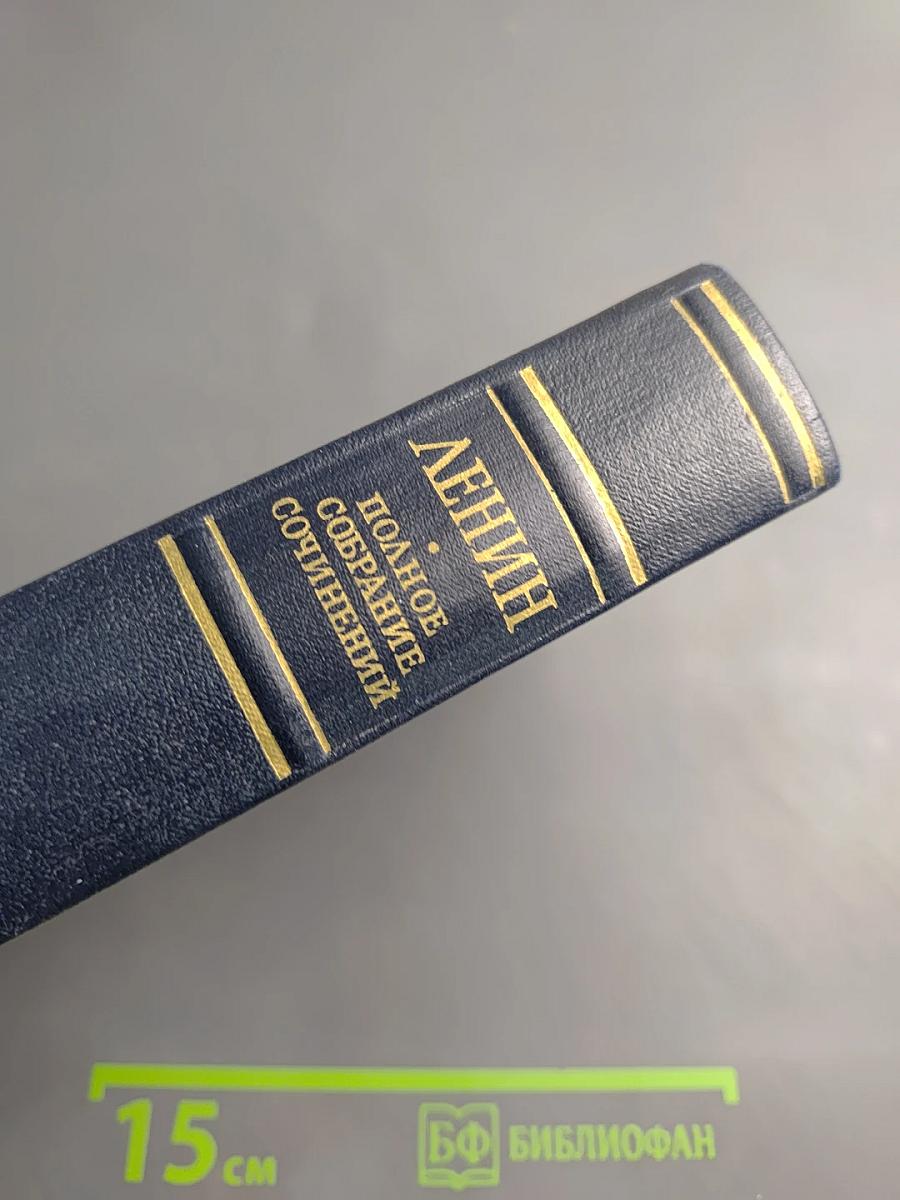 ЛЕНИН
•
ПОЛНОЕ
СОБРАНИЕ
СОЧИНЕНИЙ
15 см
БФ БИБЛИОФАН